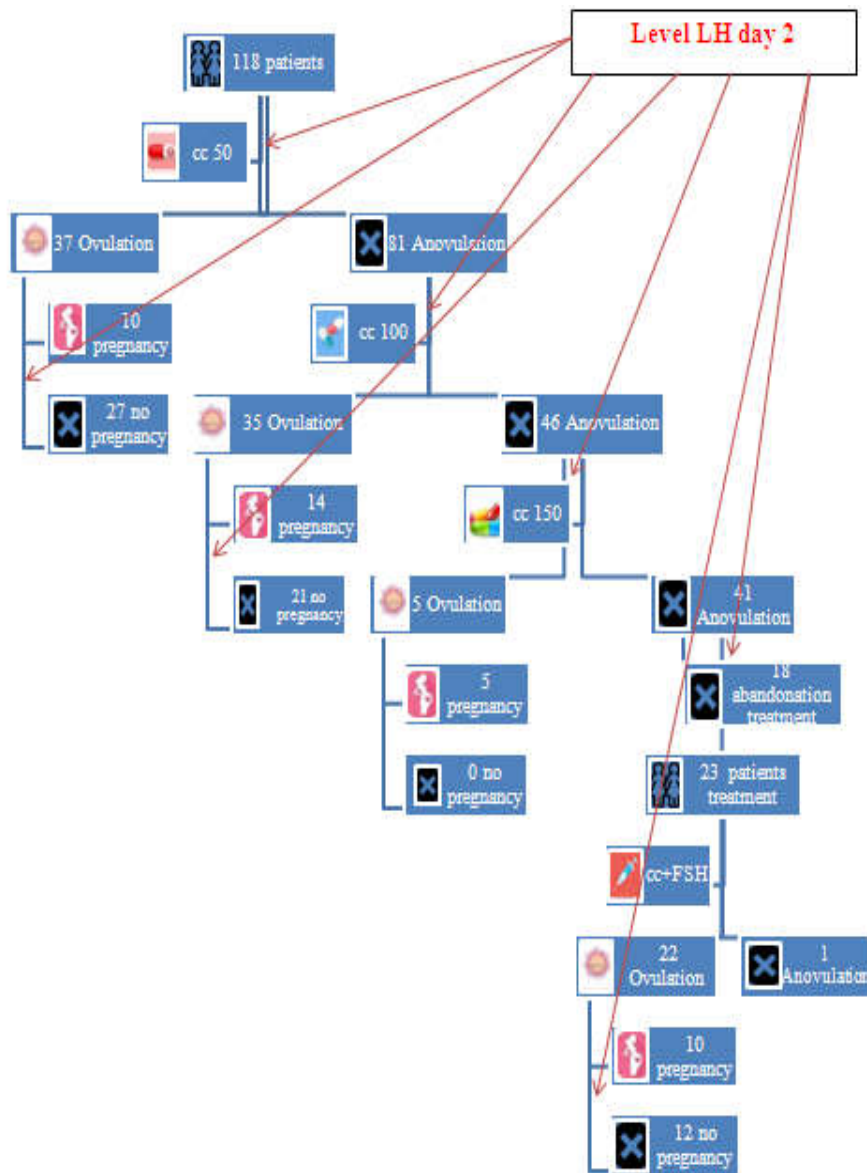 Level LH day 2
118 patients
cc 50
37 Ovulation
81 Anovulation
10
pregnancy
cc 100
27 no
pregnancy
35 Ovulation
46 Anovulation
14
pregnancy
cc 150
21 no
pregnancy
5 Ovulation
41
Anovulation
5
pregnancy
18
abandonation
treatment
0 no
pregnancy
23 patients
treatment
cc+FSH
22
Ovulation
1
Anovulation
10
pregnancy
12 no
pregnancy